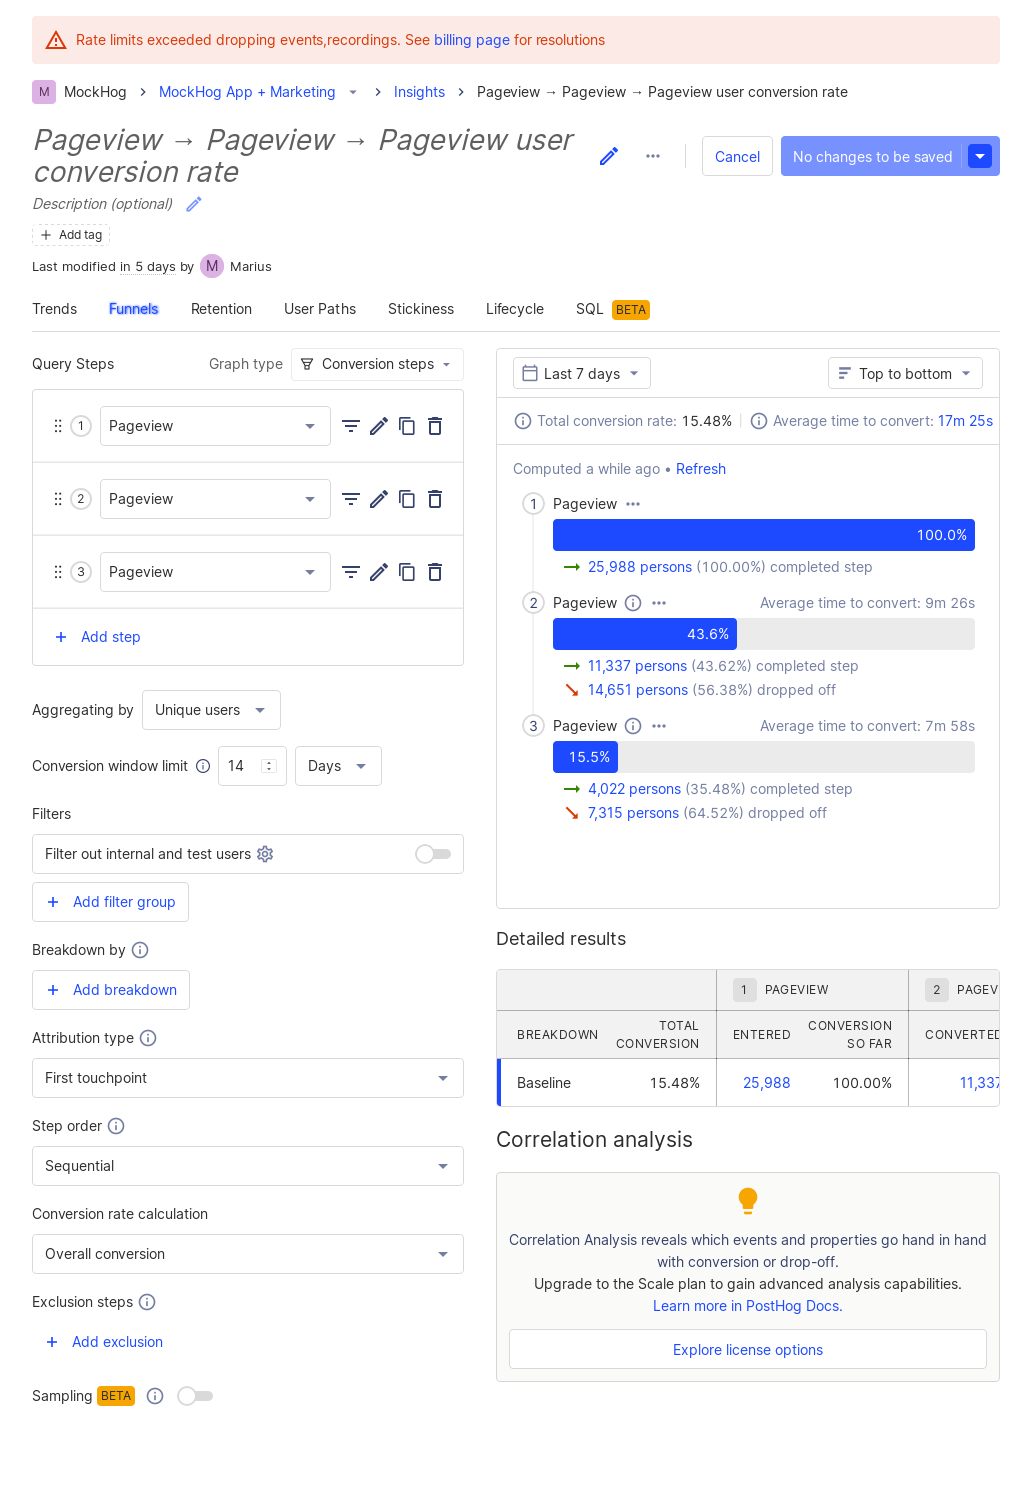 Rate limits exceeded dropping events,recordings. See billing page for resolutions
M MockHog MockHog App + Marketing Insights Pageview → Pageview → Pageview user conversion rate
Pageview → Pageview → Pageview user
conversion rate
Cancel
No changes to be saved
Description (optional)
Add tag
Last modified in 5 days by M Marius
Trends Funnels Retention User Paths Stickiness Lifecycle SQL BETA
Query Steps Graph type Conversion steps
1 Pageview
2 Pageview
3 Pageview
Add step
Aggregating by Unique users
Conversion window limit 14 Days
Filters
Filter out internal and test users
Add filter group
Breakdown by
Add breakdown
Attribution type
First touchpoint
Step order
Sequential
Conversion rate calculation
Overall conversion
Exclusion steps
Add exclusion
Sampling BETA
Last 7 days Top to bottom
Total conversion rate: 15.48% Average time to convert: 17m 25s
Computed a while ago • Refresh
1 Pageview
100.0%
25,988 persons (100.00%) completed step
2 Pageview Average time to convert: 9m 26s
43.6%
11,337 persons (43.62%) completed step
14,651 persons (56.38%) dropped off
3 Pageview Average time to convert: 7m 58s
15.5%
4,022 persons (35.48%) completed step
7,315 persons (64.52%) dropped off
Detailed results
1 PAGEVIEW 2 PAGEV
BREAKDOWN TOTAL CONVERSION ENTERED CONVERSION SO FAR CONVERTED
Baseline 15.48% 25,988 100.00% 11,337
Correlation analysis
Correlation Analysis reveals which events and properties go hand in hand
with conversion or drop-off.
Upgrade to the Scale plan to gain advanced analysis capabilities.
Learn more in PostHog Docs.
Explore license options